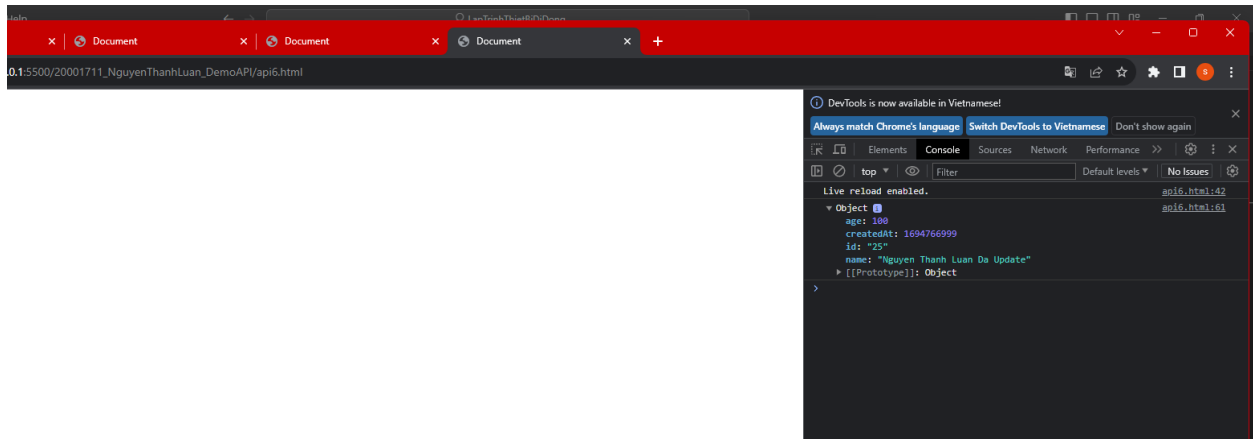 Help LapTrinhThietBiDiDong
Document Document Document
.0.1:5500/20001711_NguyenThanhLuan_DemoAPI/api6.html s
DevTools is now available in Vietnamese!
Always match Chrome's language Switch DevTools to Vietnamese Don't show again
Elements Console Sources Network Performance
top Filter Default levels No Issues
Live reload enabled. api6.html:42
Object i api6.html:61
age: 100
createdAt: 1694766999
id: "25"
name: "Nguyen Thanh Luan Da Update"
[[Prototype]]: Object